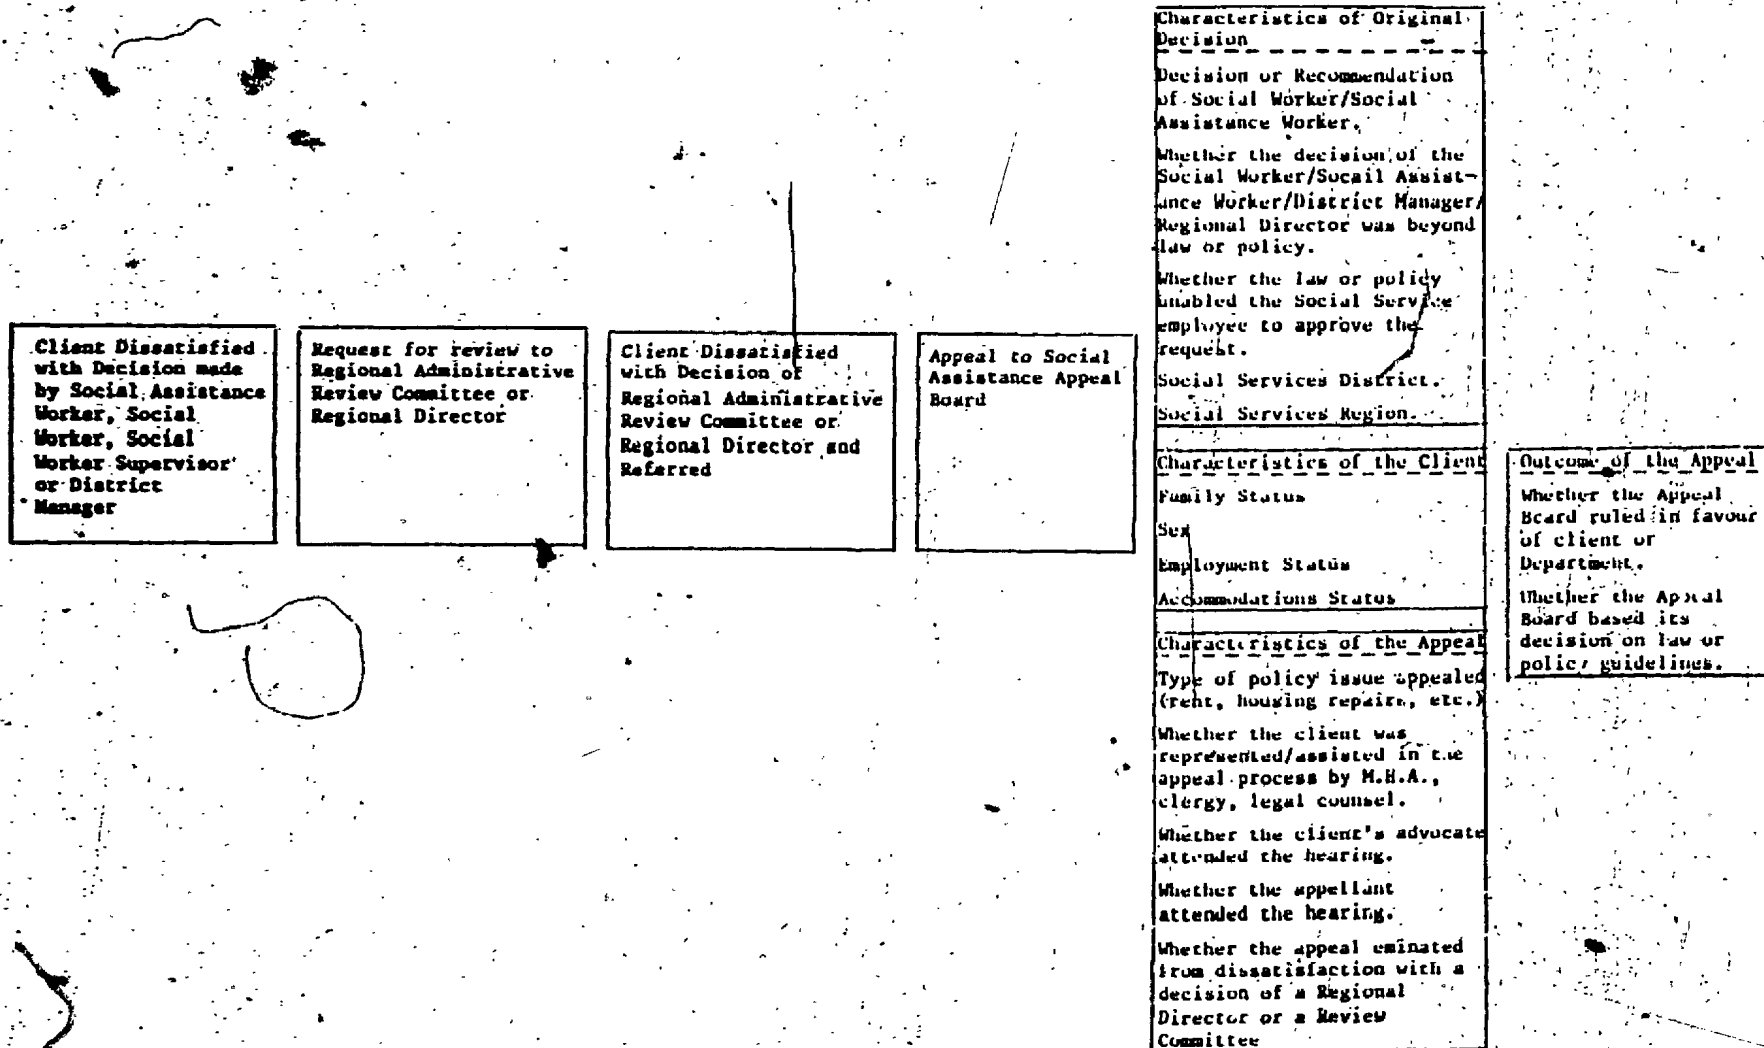 Client Dissatisfied
with Decision made
by Social Assistance
Worker, Social
Worker, Social
Worker Supervisor
or District
Manager
Request for review to
Regional Administrative
Review Committee or
Regional Director
Client Dissatisfied
with Decision of
Regional Administrative
Review Committee or
Regional Director and
Referred
Appeal to Social
Assistance Appeal
Board
Characteristics of Original
Decision
Decision or Recommendation
of Social Worker/Social
Assistance Worker.
Whether the decision of the
Social Worker/Socail Assist-
ance Worker/District Manager/
Regional Director was beyond
law or policy.
Whether the law or policy
unabled the Social Service
employee to approve the
request.
Social Services District.
Social Services Region.
Characteristics of the Client
Family Status
Sex
Employment Status
Accommodations Status
Characteristics of the Appeal
Type of policy issue appealed
(rent, housing repairs, etc.)
Whether the client was
represented/assisted in the
appeal process by M.H.A.,
clergy, legal counsel.
Whether the client's advocate
attended the hearing.
Whether the appellant
attended the hearing.
Whether the appeal eminated
from dissatisfaction with a
decision of a Regional
Director or a Review
Committee
Outcome of the Appeal
Whether the Appeal
Board ruled in favour
of client or
Department.
Whether the Appeal
Board based its
decision on law or
policy guidelines.